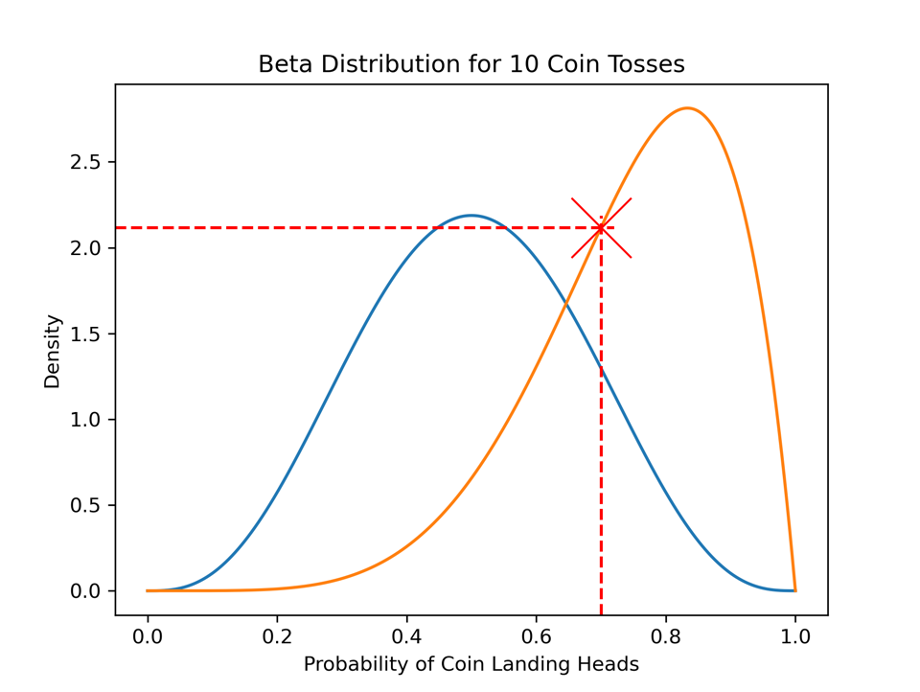 Beta Distribution for 10 Coin Tosses
2.5
2.0
1.5
1.0
0.5
0.0
Density
0.0 0.2 0.4 0.6 0.8 1.0
Probability of Coin Landing Heads